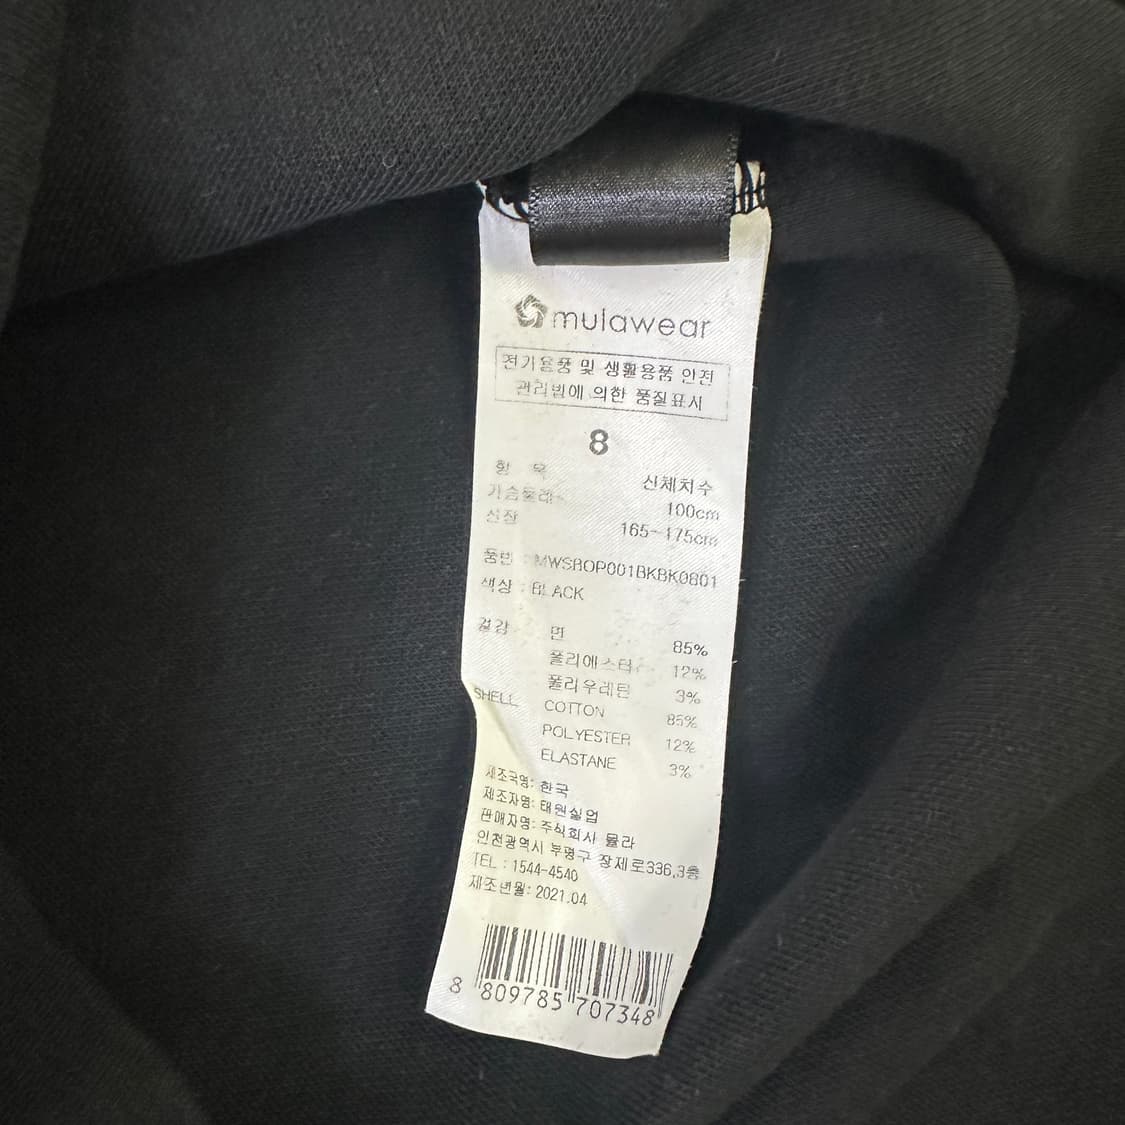 mulawear
전기용품 및 생활용품 안전
관리법에 의한 품질표시
8
항 목 신체치수
가슴둘레 100cm
신장 165~175cm
품번 : MWSBOP001BKBK0801
색상 : BLACK
겉감 면 85%
폴리에스터 12%
폴리우레탄 3%
SHELL COTTON 85%
POLYESTER 12%
ELASTANE 3%
제조국명: 한국
제조자명: 태원실업
판매자명: 주식회사 뮬라
인천광역시 부평구 장제로336,3층
TEL : 1544-4540
제조년월: 2021.04
8 809785 707348